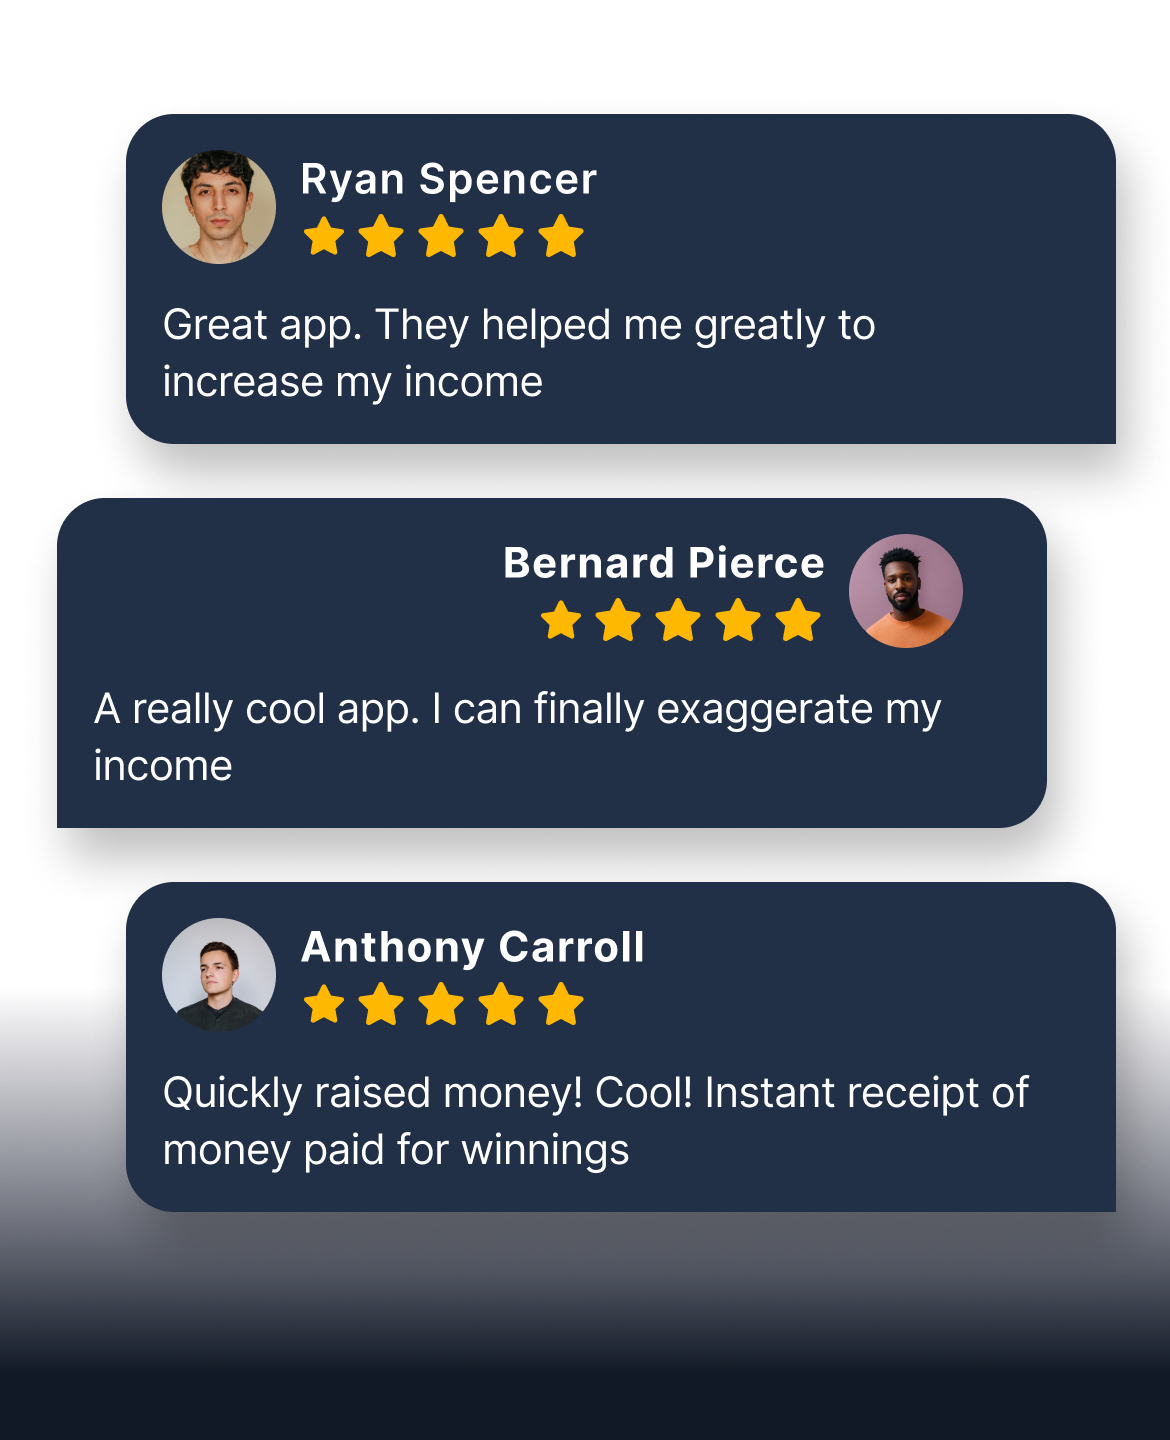 Ryan Spencer
Great app. They helped me greatly to
increase my income
Bernard Pierce
A really cool app. I can finally exaggerate my
income
Anthony Carroll
Quickly raised money! Cool! Instant receipt of
money paid for winnings